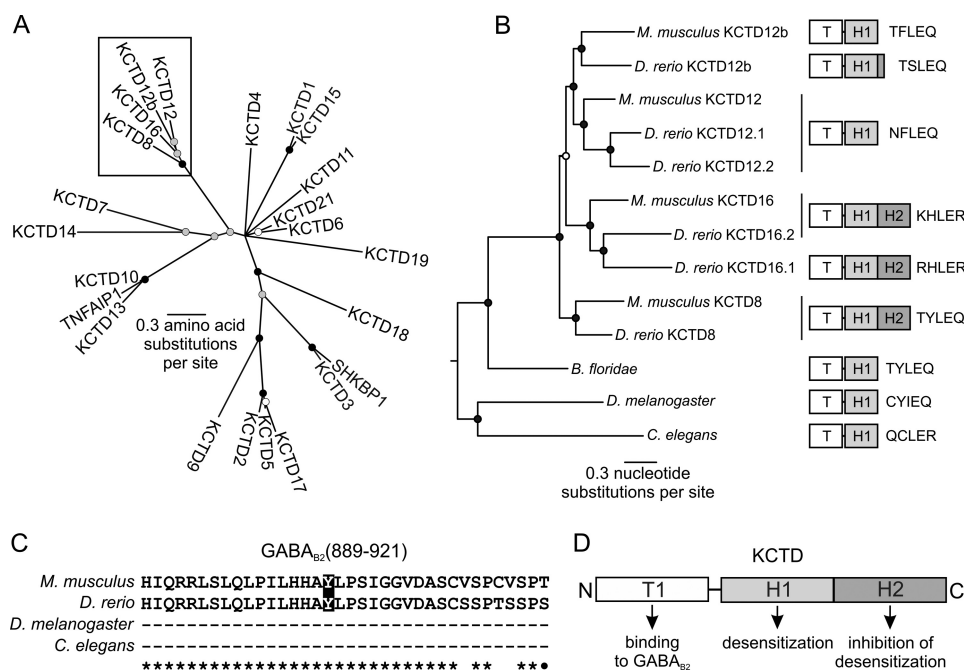 A
KCTD12
KCTD12b
KCTD16
KCTD8
KCTD4
KCTD1
KCTD15
KCTD11
KCTD21
KCTD6
KCTD19
KCTD7
KCTD14
KCTD10
TNFAIP1
KCTD13
0.3 amino acid
substitutions
per site
KCTD18
SHKBP1
KCTD3
KCTD9
KCTD2
KCTD5
KCTD17
B
M. musculus KCTD12b T H1 TFLEQ
D. rerio KCTD12b T H1 TSLEQ
M. musculus KCTD12
D. rerio KCTD12.1 T H1 NFLEQ
D. rerio KCTD12.2
M. musculus KCTD16
T H1 H2 KHLER
D. rerio KCTD16.2
D. rerio KCTD16.1 T H1 H2 RHLER
M. musculus KCTD8
T H1 H2 TYLEQ
D. rerio KCTD8
B. floridae T H1 TYLEQ
D. melanogaster T H1 CYIEQ
C. elegans T H1 QCLER
0.3 nucleotide
substitutions per site
C
GABAB2(889-921)
M. musculus HIQRRLSLQLPILHHAYLPSIGGVDASCVSPCVSPT
D. rerio HIQRRLSLQLPILHHAYLPSIGGVDASCSSPTSSPS
D. melanogaster ------------------------------------
C. elegans ------------------------------------
**************************** ** **•
D
KCTD
N T1 H1 H2 C
binding
to GABAB2
desensitization
inhibition of
desensitization